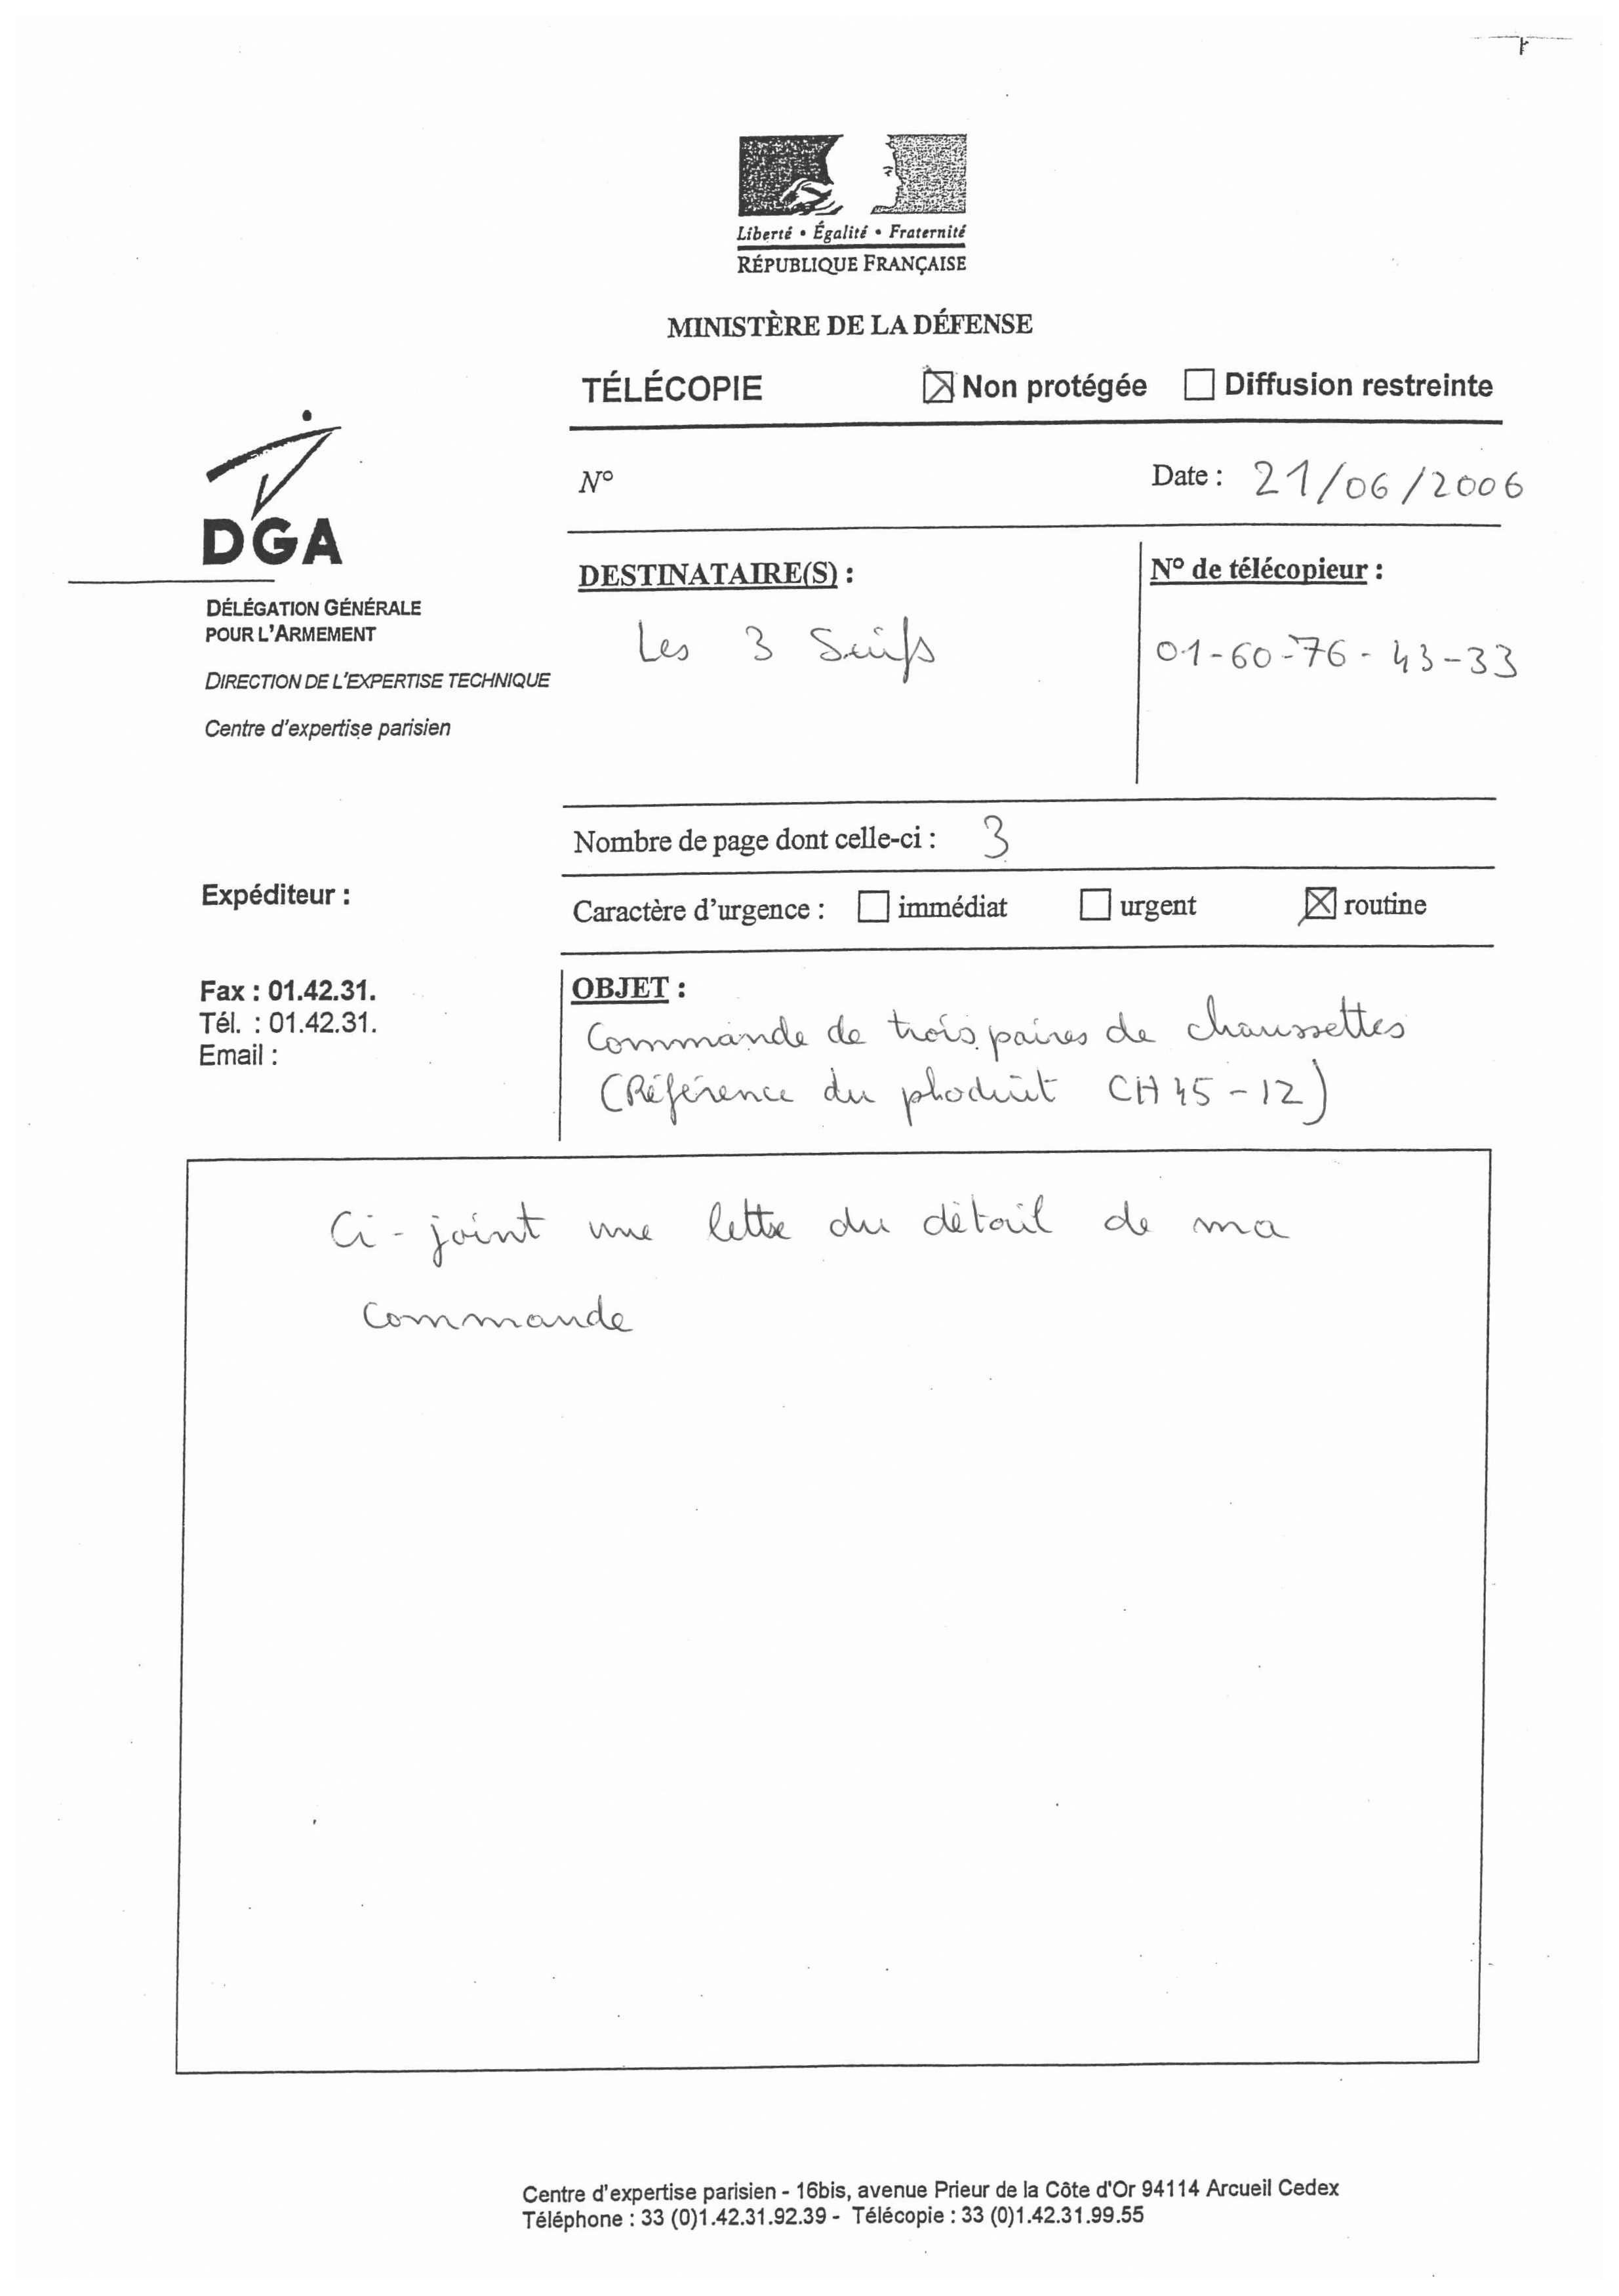 Liberté • Égalité • Fraternité
RÉPUBLIQUE FRANÇAISE
MINISTÈRE DE LA DÉFENSE
TÉLÉCOPIE ☒ Non protégée ☐ Diffusion restreinte
DGA
DÉLÉGATION GÉNÉRALE
POUR L'ARMEMENT
DIRECTION DE L'EXPERTISE TECHNIQUE
Centre d'expertise parisien
N° Date : 21/06/2006
DESTINATAIRE(S) :
Les 3 Suifs
N° de télécopieur :
01-60-76-43-33
Nombre de page dont celle-ci : 3
Expéditeur :
Caractère d'urgence : ☐ immédiat ☐ urgent ☒ routine
Fax : 01.42.31.
Tél. : 01.42.31.
Email :
OBJET :
Commande de trois paires de chaussettes
(Référence du produit CH45-12)
Ci-joint une lettre du détail de ma
commande
Centre d'expertise parisien - 16bis, avenue Prieur de la Côte d'Or 94114 Arcueil Cedex
Téléphone : 33 (0)1.42.31.92.39 - Télécopie : 33 (0)1.42.31.99.55